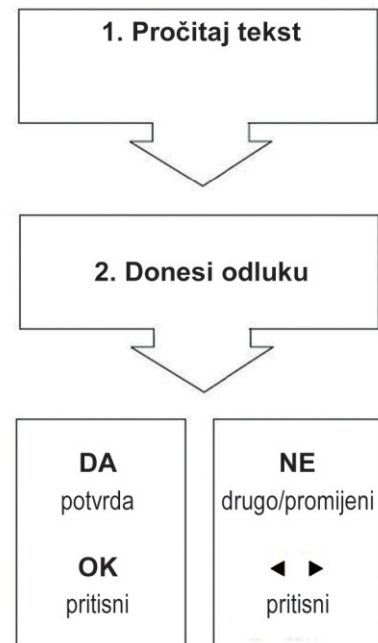 1. Pročitaj tekst
2. Donesi odluku
DA
potvrda
OK
pritisni
NE
drugo/promijeni
◄ ►
pritisni